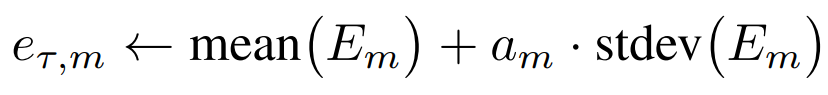 e_{τ,m} ← mean(E_m) + a_m · stdev(E_m)